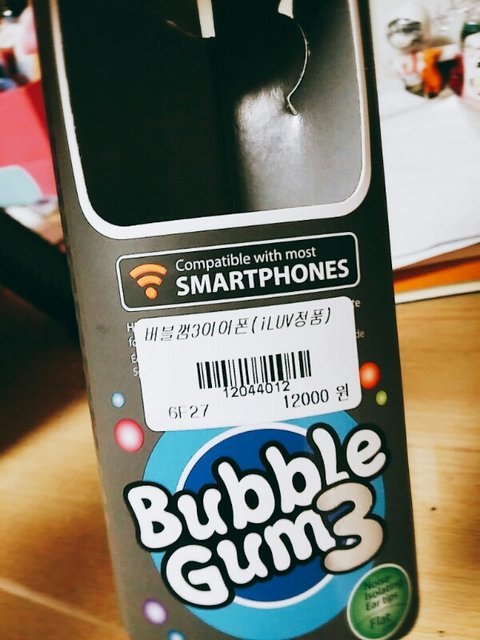 Compatible with most
SMARTPHONES
버블껌3이어폰(iLUV정품)
12044012
6F27
12000 원
Bubble
Gum3
Noise
Isolating
Ear tips
Flat